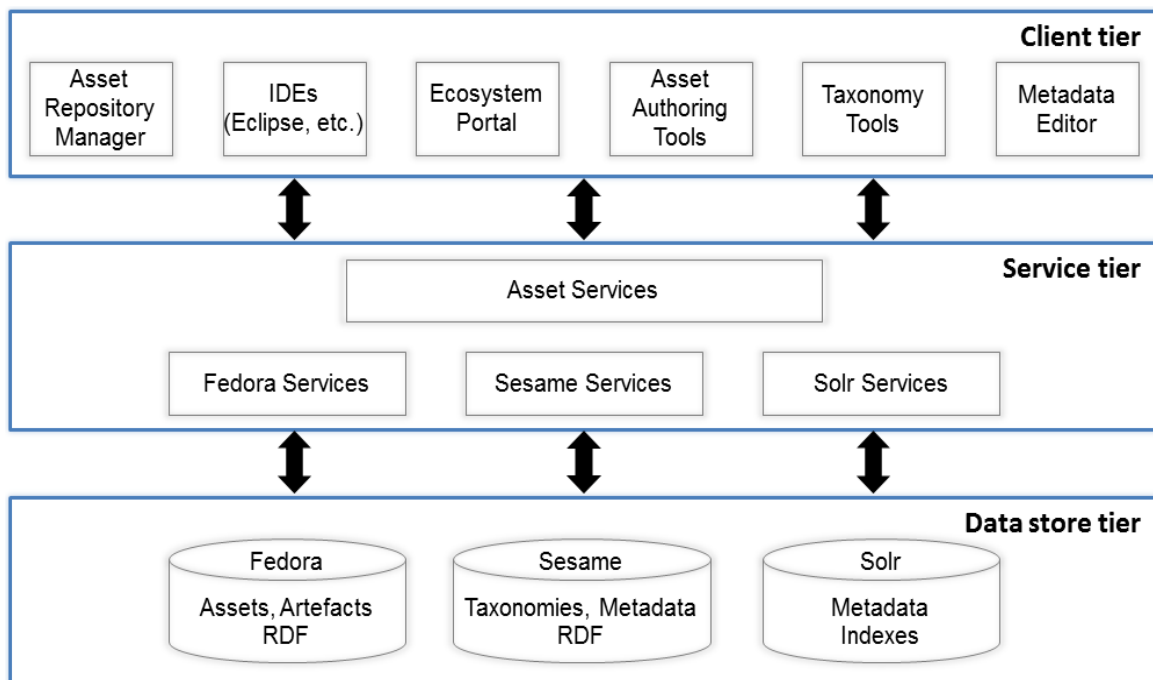 Client tier
Asset
Repository
Manager
IDEs
(Eclipse, etc.)
Ecosystem
Portal
Asset
Authoring
Tools
Taxonomy
Tools
Metadata
Editor
Service tier
Asset Services
Fedora Services
Sesame Services
Solr Services
Data store tier
Fedora
Assets, Artefacts
RDF
Sesame
Taxonomies, Metadata
RDF
Solr
Metadata
Indexes